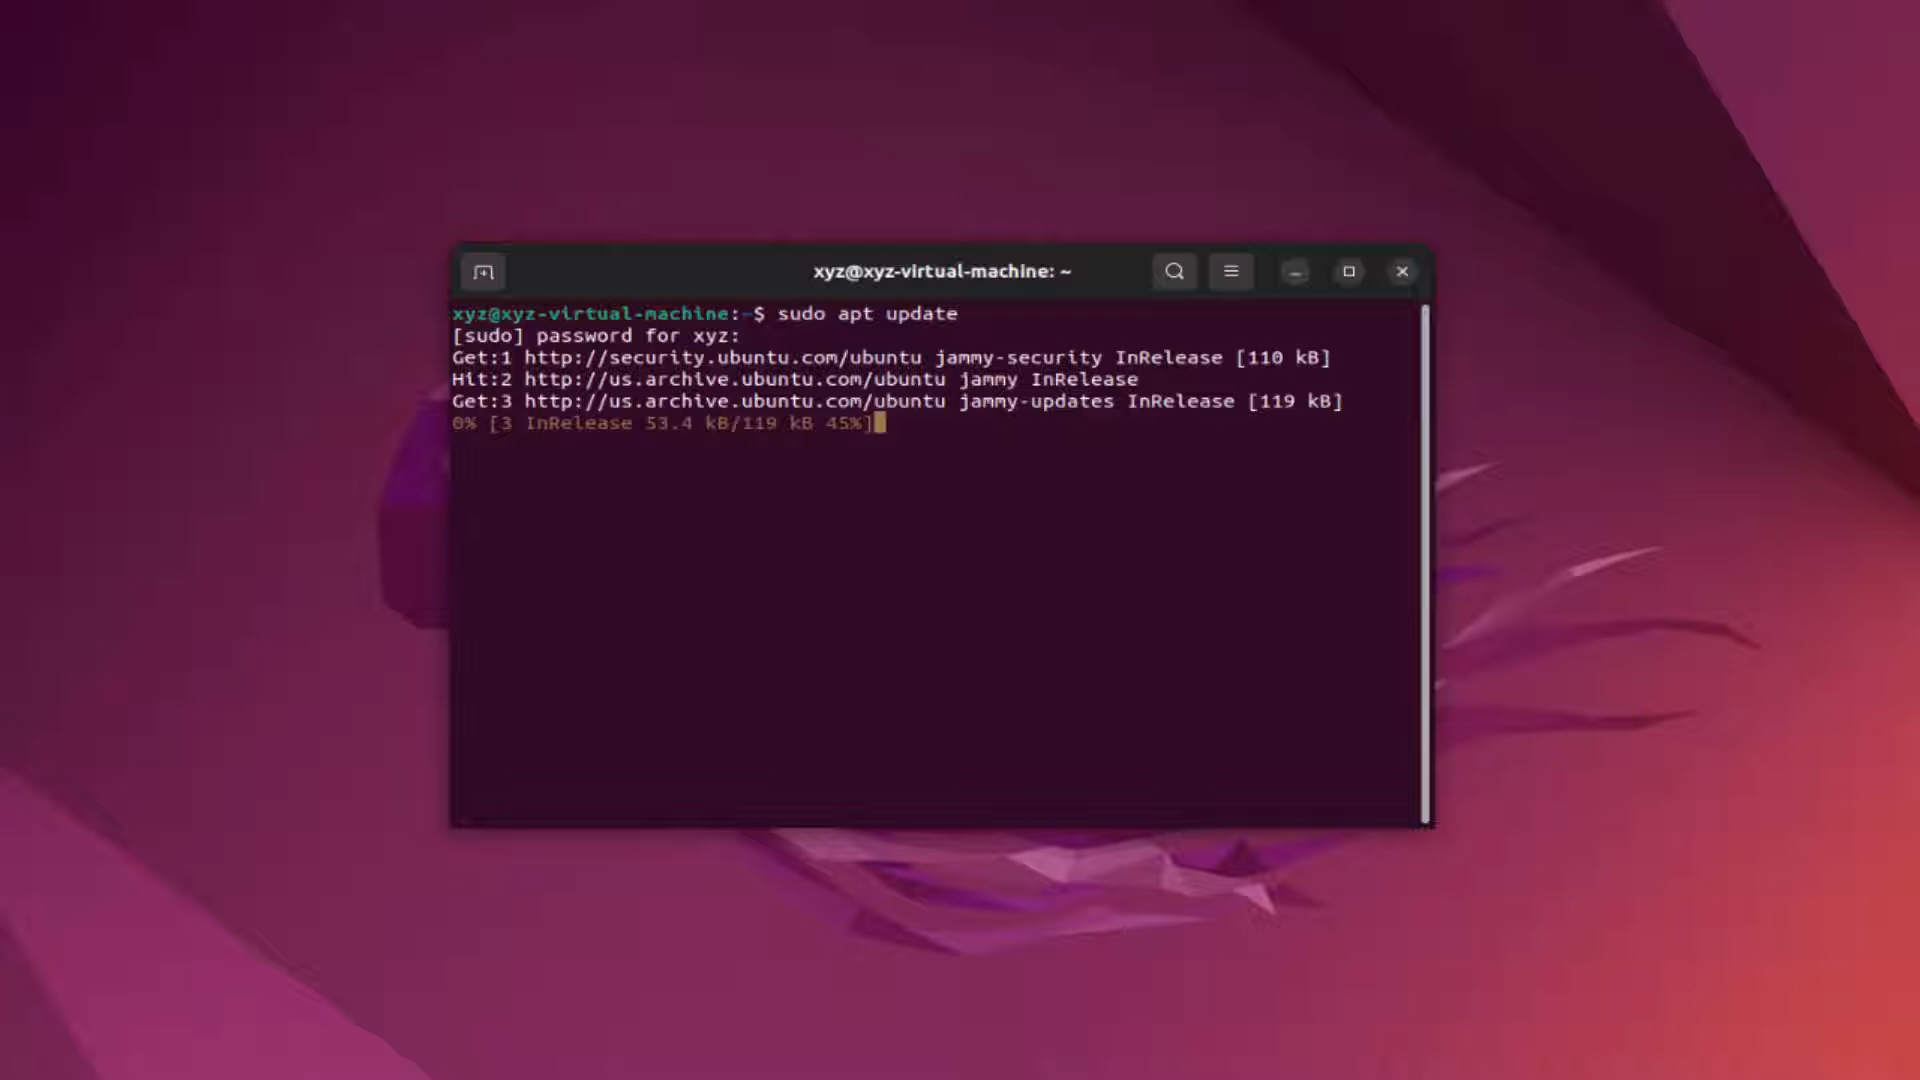 xyz@xyz-virtual-machine: ~
xyz@xyz-virtual-machine:~$ sudo apt update
[sudo] password for xyz:
Get:1 http://security.ubuntu.com/ubuntu jammy-security InRelease [110 kB]
Hit:2 http://us.archive.ubuntu.com/ubuntu jammy InRelease
Get:3 http://us.archive.ubuntu.com/ubuntu jammy-updates InRelease [119 kB]
0% [3 InRelease 53.4 kB/119 kB 45%]